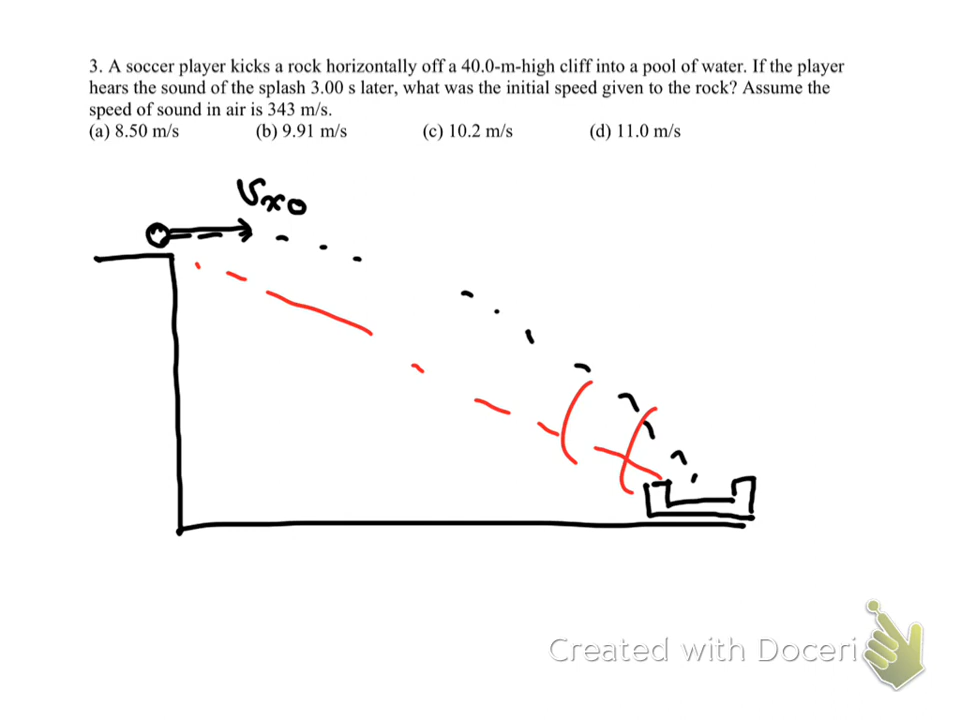 3. A soccer player kicks a rock horizontally off a 40.0-m-high cliff into a pool of water. If the player
hears the sound of the splash 3.00 s later, what was the initial speed given to the rock? Assume the
speed of sound in air is 343 m/s.
(a) 8.50 m/s (b) 9.91 m/s (c) 10.2 m/s (d) 11.0 m/s
υx0
Created with Doceri